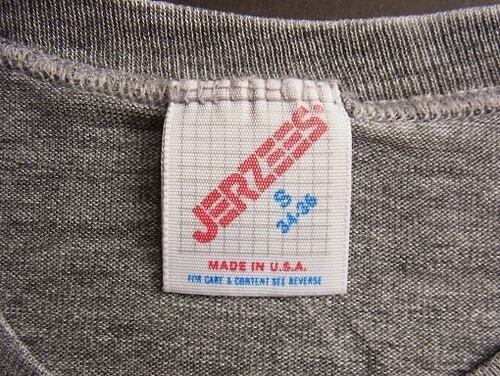 JERZEES
S
34-36
MADE IN U.S.A.
FOR CARE & CONTENT SEE REVERSE